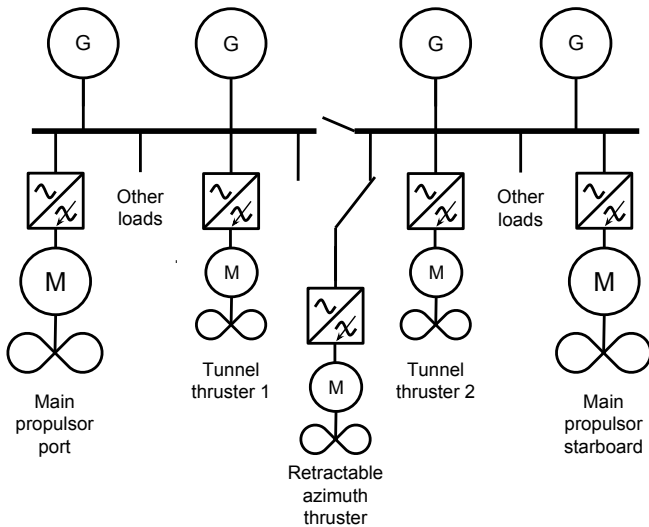 G
G
G
G
Other
loads
Other
loads
M
M
M
M
M
Tunnel
thruster 1
Tunnel
thruster 2
Main
propulsor
port
Main
propulsor
starboard
Retractable
azimuth
thruster